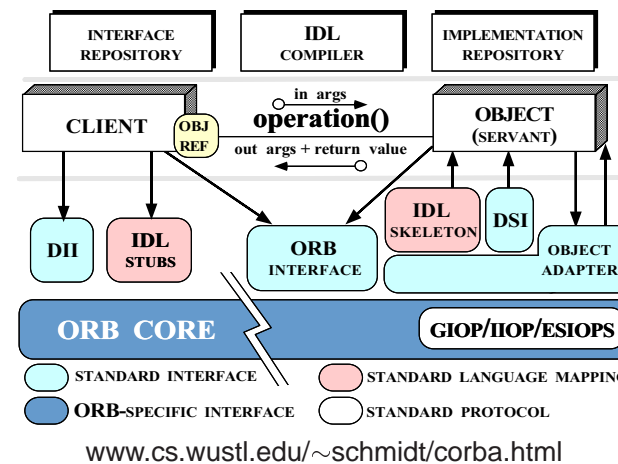 INTERFACE
REPOSITORY
IDL
COMPILER
IMPLEMENTATION
REPOSITORY
CLIENT
OBJ
REF
in args
operation()
out args + return value
OBJECT
(SERVANT)
DII
IDL
STUBS
ORB
INTERFACE
IDL
SKELETON
DSI
OBJECT
ADAPTER
ORB CORE
GIOP/IIOP/ESIOPS
STANDARD INTERFACE
STANDARD LANGUAGE MAPPING
ORB-SPECIFIC INTERFACE
STANDARD PROTOCOL
www.cs.wustl.edu/∼schmidt/corba.html